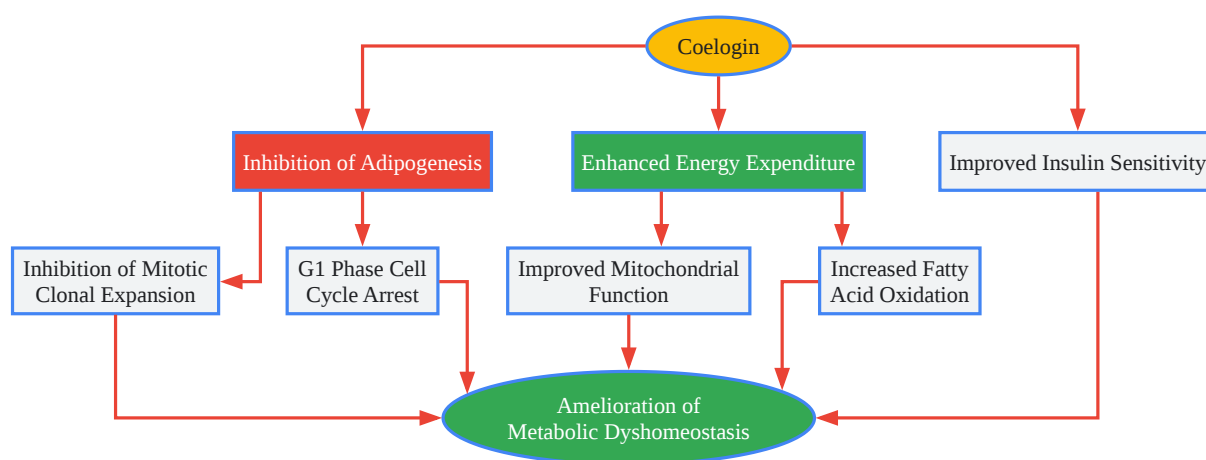 Coelogin
Inhibition of Adipogenesis
Enhanced Energy Expenditure
Improved Insulin Sensitivity
Inhibition of Mitotic
Clonal Expansion
G1 Phase Cell
Cycle Arrest
Improved Mitochondrial
Function
Increased Fatty
Acid Oxidation
Amelioration of
Metabolic Dyshomeostasis